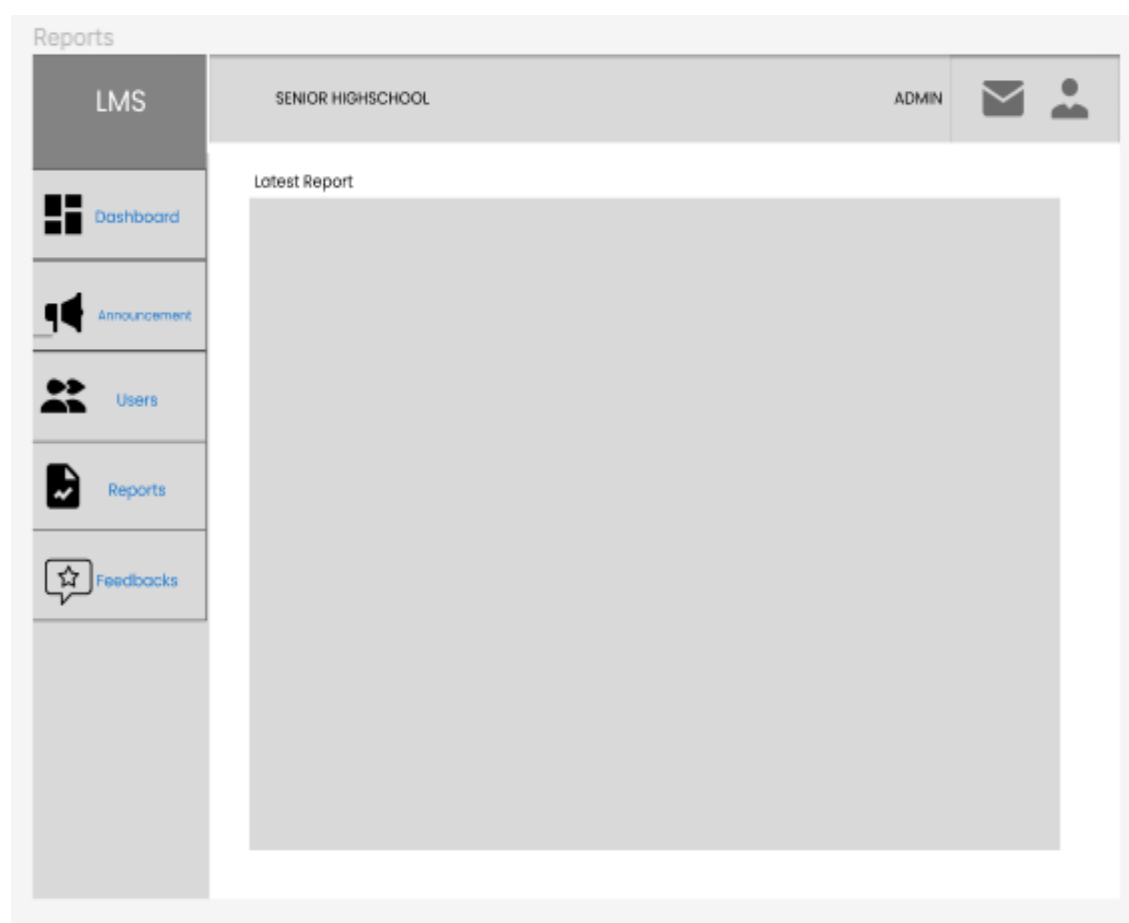 Reports
LMS
SENIOR HIGHSCHOOL
ADMIN
Latest Report
Dashboard
Announcement
Users
Reports
Feedbacks